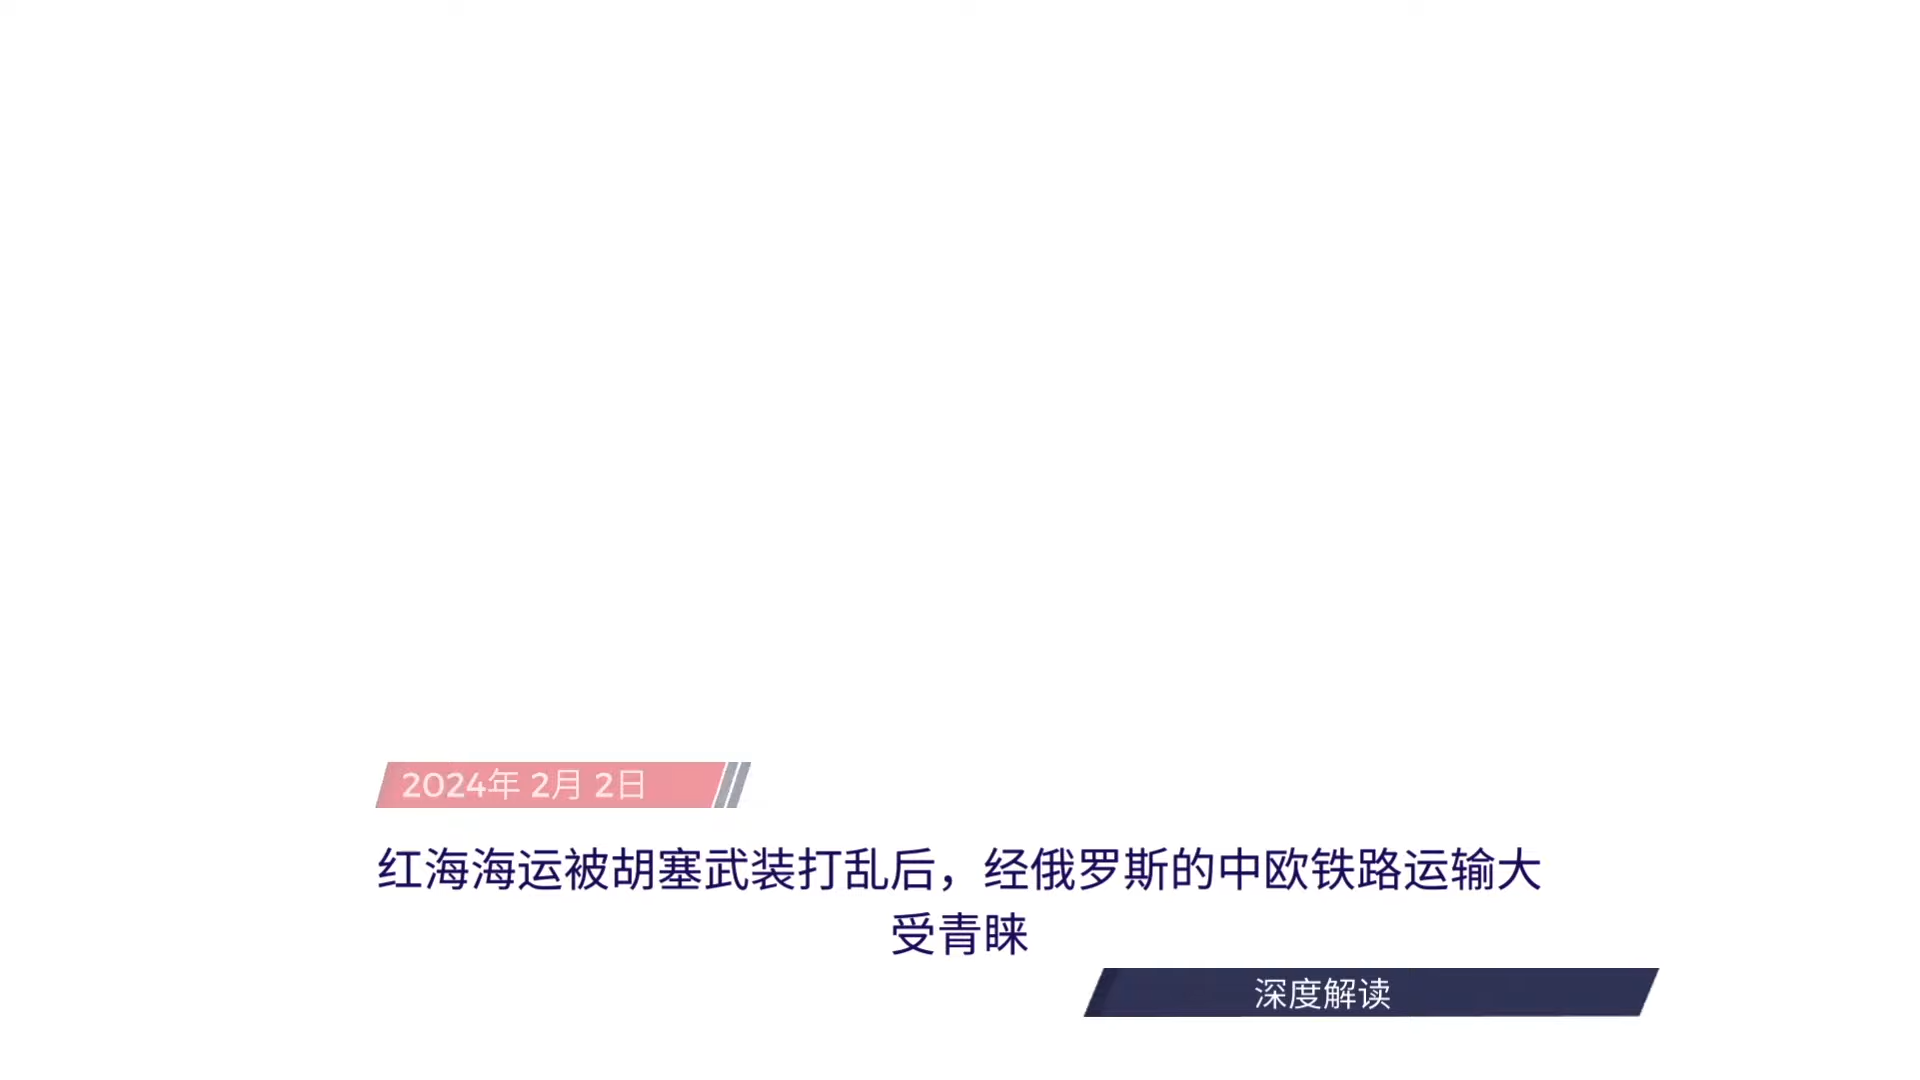 2024年 2月 2日
红海海运被胡塞武装打乱后，经俄罗斯的中欧铁路运输大
受青睐
深度解读